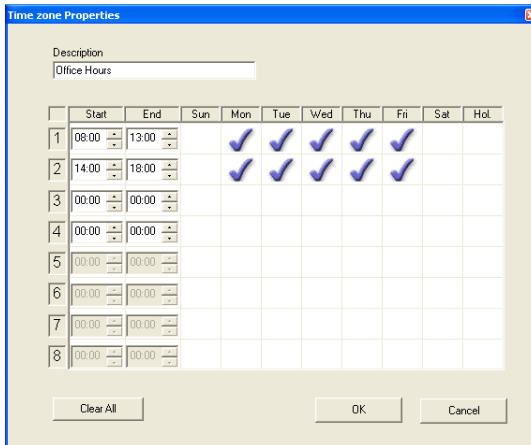 Time zone Properties
Description
Office Hours
Start End Sun Mon Tue Wed Thu Fri Sat Hol.
1 08:00 13:00
2 14:00 18:00
3 00:00 00:00
4 00:00 00:00
5 00:00 00:00
6 00:00 00:00
7 00:00 00:00
8 00:00 00:00
Clear All OK Cancel